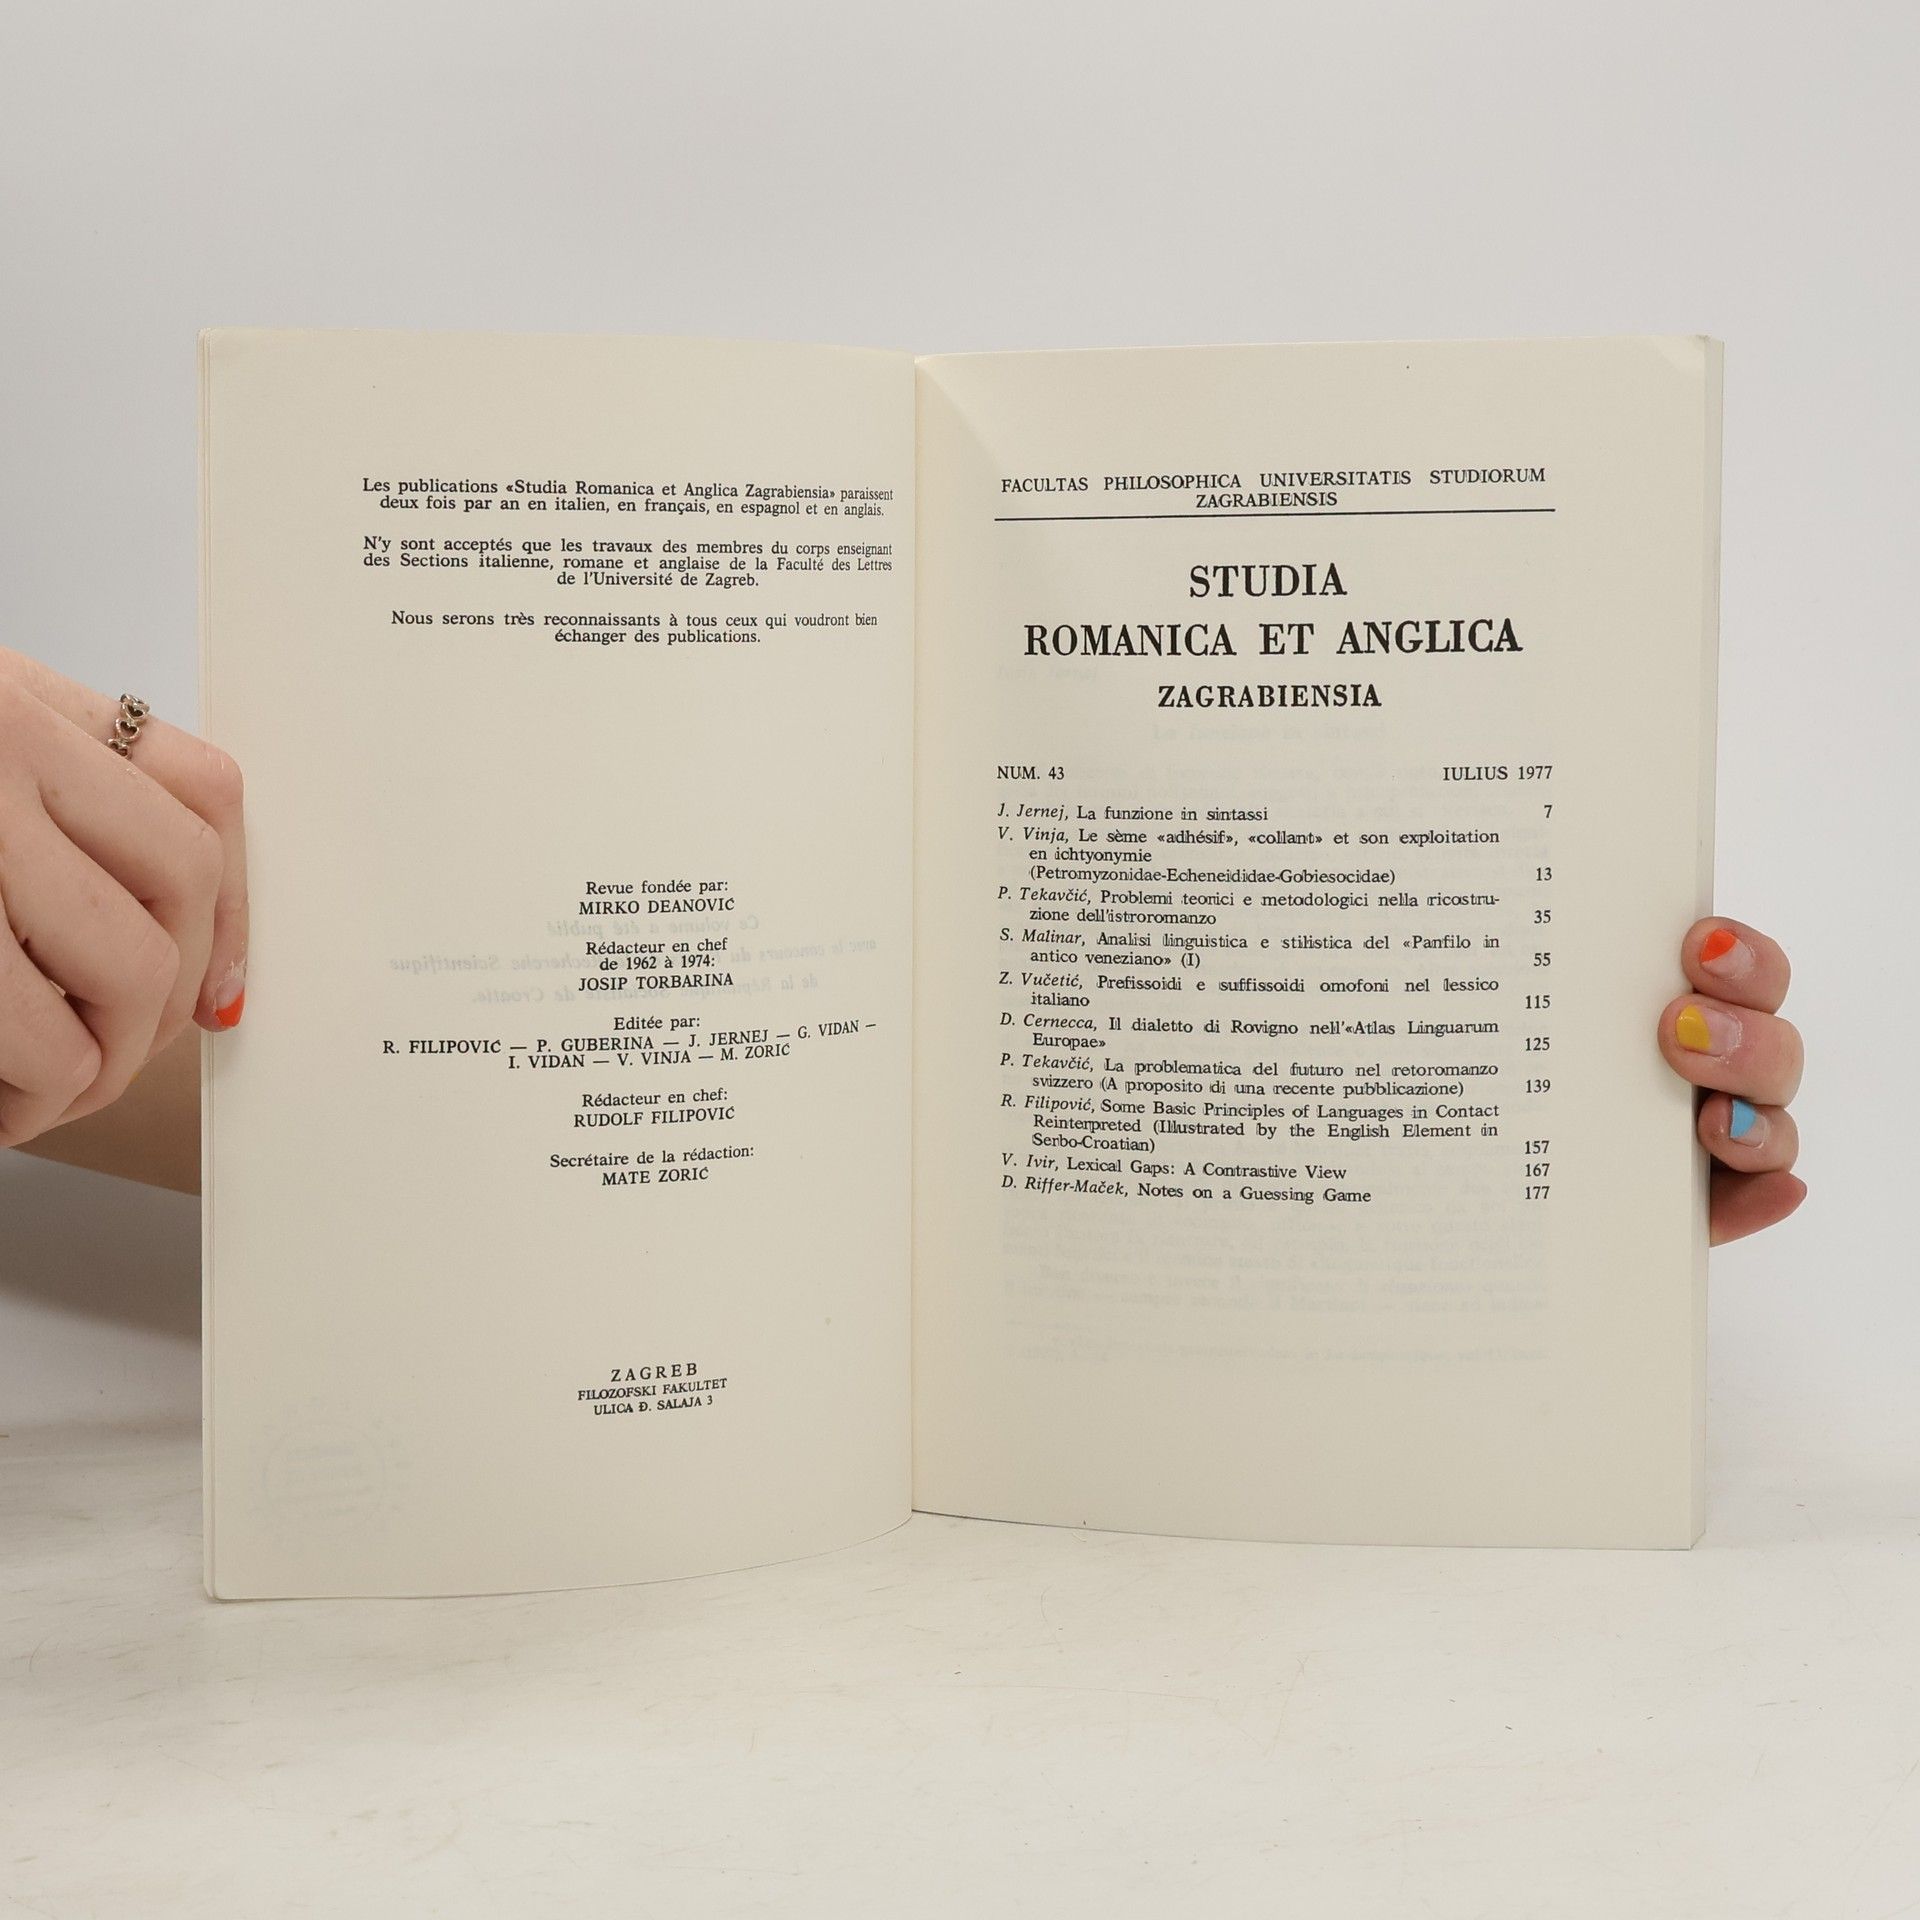 Les publications «Studia Romanica et Anglica Zagrabiensia» paraissent
deux fois par an en italien, en français, en espagnol et en anglais.
N'y sont acceptés que les travaux des membres du corps enseignant
des Sections italienne, romane et anglaise de la Faculté des Lettres
de l'Université de Zagreb.
Nous serons très reconnaissants à tous ceux qui voudront bien
échanger des publications.
Revue fondée par:
MIRKO DEANOVIĆ
Rédacteur en chef
de 1962 à 1974:
JOSIP TORBARINA
Editée par:
R. FILIPOVIĆ — P. GUBERINA — J. JERNEJ — G. VIDAN —
I. VIDAN — V. VINJA — M. ZORIĆ
Rédacteur en chef:
RUDOLF FILIPOVIĆ
Secrétaire de la rédaction:
MATE ZORIĆ
ZAGREB
FILOZOFSKI FAKULTET
ULICA Đ. SALAJA 3
FACULTAS PHILOSOPHICA UNIVERSITATIS STUDIORUM
ZAGRABIENSIS
STUDIA
ROMANICA ET ANGLICA
ZAGRABIENSIA
NUM. 43 IULIUS 1977
J. Jernej, La funzione in sintassi 7
V. Vinja, Le sème «adhésif», «collant» et son exploitation
en ichtyonymie
(Petromyzonidae-Echeneididae-Gobiesocidae) 13
P. Tekavčić, Problemi teorici e metodologici nella ricostru-
zione dell'istroromanzo 35
S. Malinar, Analisi linguistica e stilistica del «Panfilo in
antico veneziano» (I) 55
Z. Vučetić, Prefissoidi e suffissoidi omofoni nel lessico
italiano 115
D. Cernecca, Il dialetto di Rovigno nell'«Atlas Linguarum
Europae» 125
P. Tekavčić, La problematica del futuro nel retoromanzo
svizzero (A proposito di una recente pubblicazione) 139
R. Filipović, Some Basic Principles of Languages in Contact
Reinterpreted (Illustrated by the English Element in
Serbo-Croatian) 157
V. Ivir, Lexical Gaps: A Contrastive View 167
D. Riffer-Maček, Notes on a Guessing Game 177